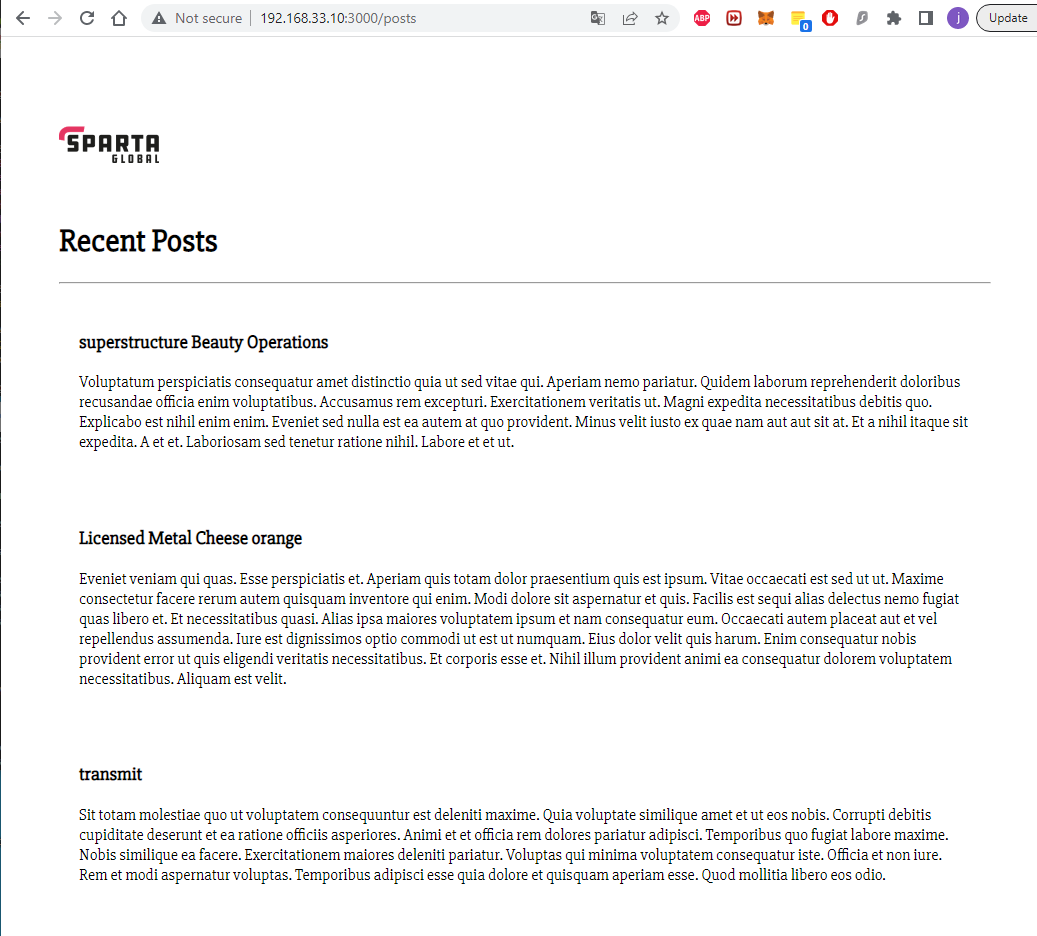 Not secure | 192.168.33.10:3000/posts ABP 0 j Update
SPARTA
GLOBAL
Recent Posts
superstructure Beauty Operations
Voluptatum perspiciatis consequatur amet distinctio quia ut sed vitae qui. Aperiam nemo pariatur. Quidem laborum reprehenderit doloribus
recusandae officia enim voluptatibus. Accusamus rem excepturi. Exercitationem veritatis ut. Magni expedita necessitatibus debitis quo.
Explicabo est nihil enim enim. Eveniet sed nulla est ea autem at quo provident. Minus velit iusto ex quae nam aut aut sit at. Et a nihil itaque sit
expedita. A et et. Laboriosam sed tenetur ratione nihil. Labore et et ut.
Licensed Metal Cheese orange
Eveniet veniam qui quas. Esse perspiciatis et. Aperiam quis totam dolor praesentium quis est ipsum. Vitae occaecati est sed ut ut. Maxime
consectetur facere rerum autem quisquam inventore qui enim. Modi dolore sit aspernatur et quis. Facilis est sequi alias delectus nemo fugiat
quas libero et. Et necessitatibus quasi. Alias ipsa maiores voluptatem ipsum et nam consequatur eum. Occaecati autem placeat aut et vel
repellendus assumenda. Iure est dignissimos optio commodi ut est ut numquam. Eius dolor velit quis harum. Enim consequatur nobis
provident error ut quis eligendi veritatis necessitatibus. Et corporis esse et. Nihil illum provident animi ea consequatur dolorem voluptatem
necessitatibus. Aliquam est velit.
transmit
Sit totam molestiae quo ut voluptatem consequuntur est deleniti maxime. Quia voluptate similique amet et ut eos nobis. Corrupti debitis
cupiditate deserunt et ea ratione officiis asperiores. Animi et et officia rem dolores pariatur adipisci. Temporibus quo fugiat labore maxime.
Nobis similique ea facere. Exercitationem maiores deleniti pariatur. Voluptas qui minima voluptatem consequatur iste. Officia et non iure.
Rem et modi aspernatur voluptas. Temporibus adipisci esse quia dolore et quisquam aperiam esse. Quod mollitia libero eos odio.